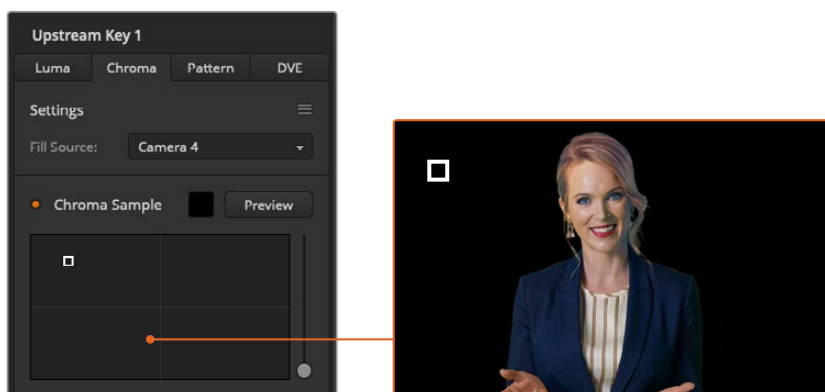 Upstream Key 1
Luma Chroma Pattern DVE
Settings
Fill Source: Camera 4
Chroma Sample Preview